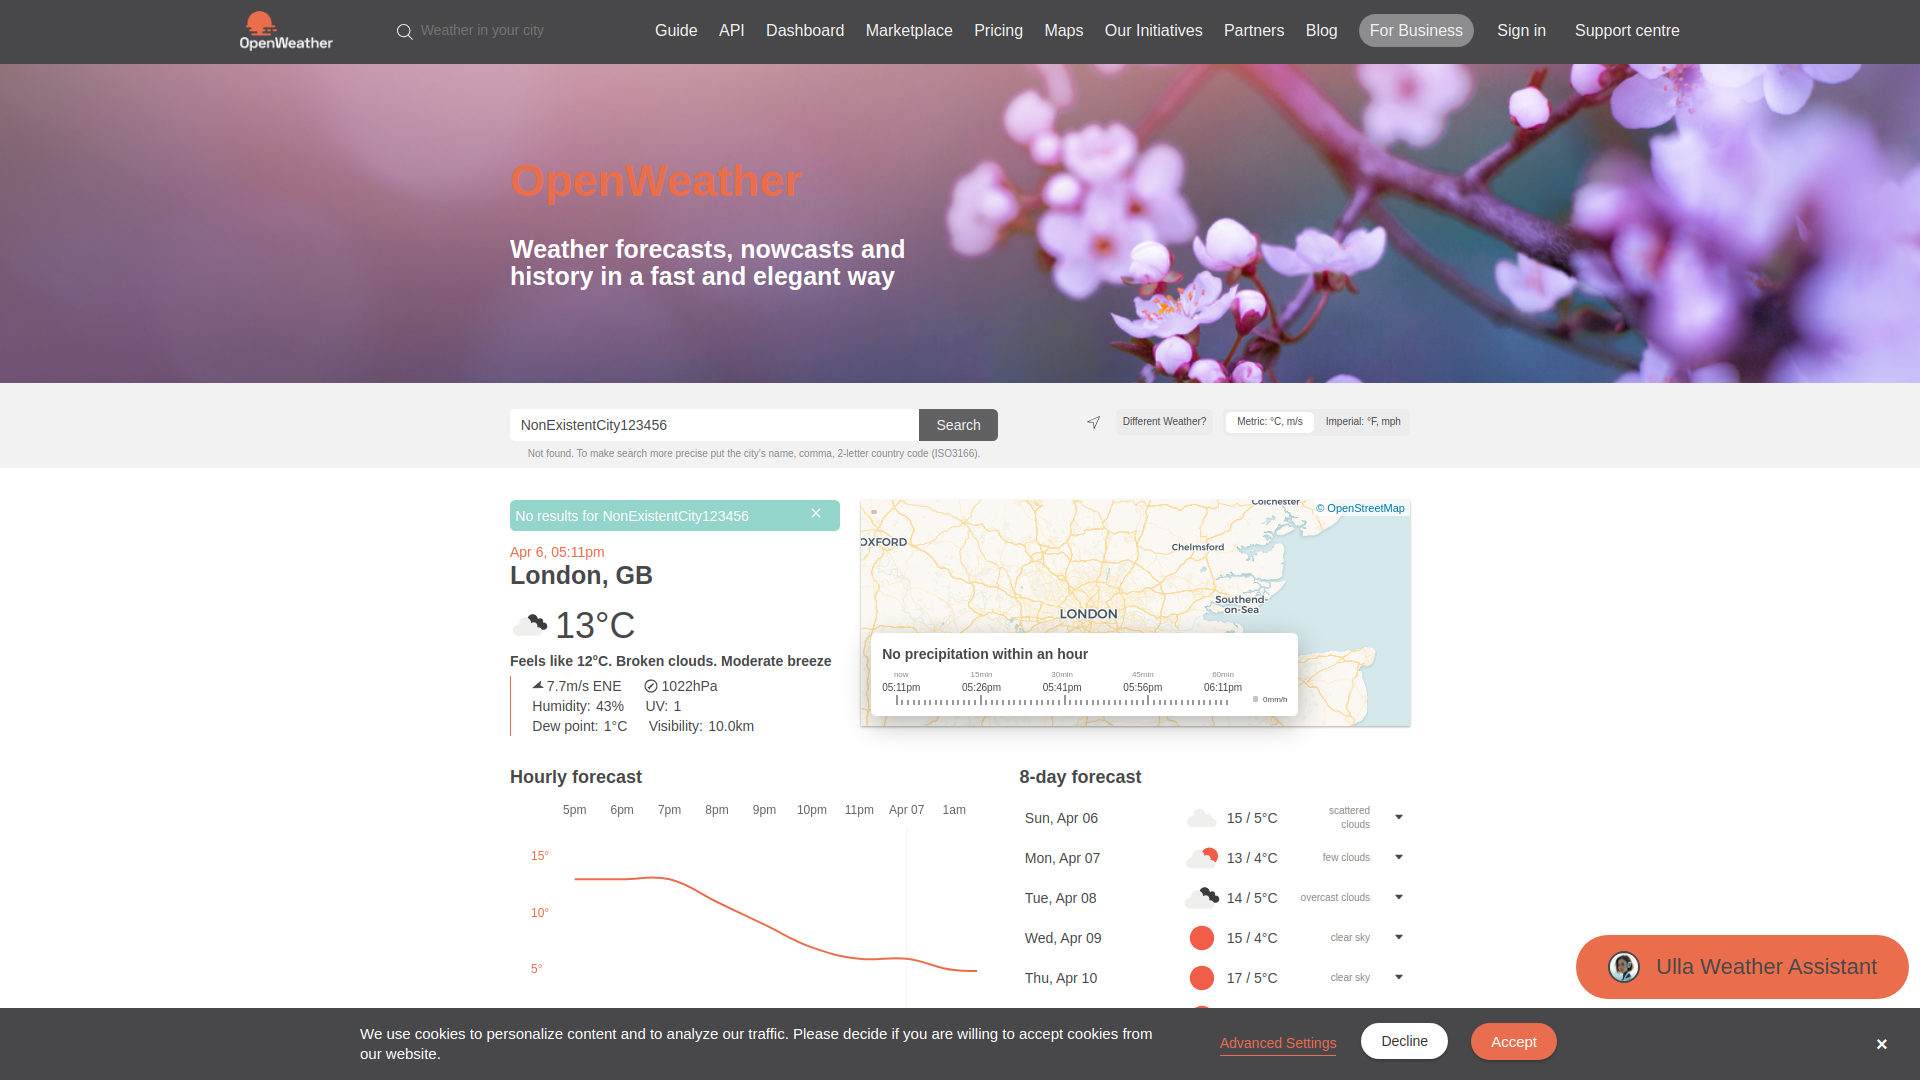 OpenWeather
Weather in your city
Guide API Dashboard Marketplace Pricing Maps Our Initiatives Partners Blog For Business Sign in Support centre
OpenWeather
Weather forecasts, nowcasts and
history in a fast and elegant way
NonExistentCity123456 Search
Different Weather? Metric: °C, m/s Imperial: °F, mph
Not found. To make search more precise put the city's name, comma, 2-letter country code (ISO3166).
No results for NonExistentCity123456 ×
Apr 6, 05:11pm
London, GB
13°C
Feels like 12°C. Broken clouds. Moderate breeze
7.7m/s ENE 1022hPa
Humidity: 43% UV: 1
Dew point: 1°C Visibility: 10.0km
Colchester
© OpenStreetMap
OXFORD
Chelmsford
Southend-
on-Sea
LONDON
No precipitation within an hour
now 15min 30min 45min 60min
05:11pm 05:26pm 05:41pm 05:56pm 06:11pm
0mm/h
Hourly forecast
5pm 6pm 7pm 8pm 9pm 10pm 11pm Apr 07 1am
15°
10°
5°
8-day forecast
Sun, Apr 06 15 / 5°C scattered
clouds
Mon, Apr 07 13 / 4°C few clouds
Tue, Apr 08 14 / 5°C overcast clouds
Wed, Apr 09 15 / 4°C clear sky
Thu, Apr 10 17 / 5°C clear sky
Ulla Weather Assistant
We use cookies to personalize content and to analyze our traffic. Please decide if you are willing to accept cookies from
our website.
Advanced Settings Decline Accept ×